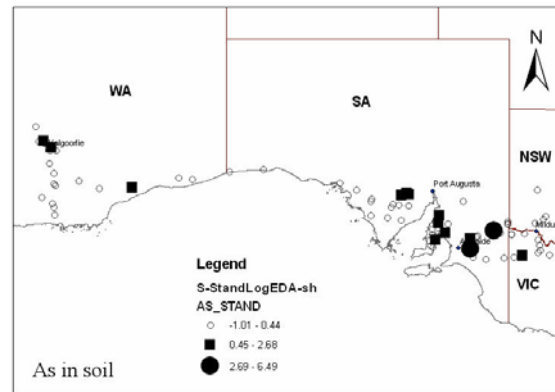 N
WA
SA
Kalgoorlie
NSW
Port Augusta
Legend
S-StandLogEDA-sh
AS_STAND
-1.01 - 0.44
0.45 - 2.68
2.69 - 6.49
VIC
As in soil